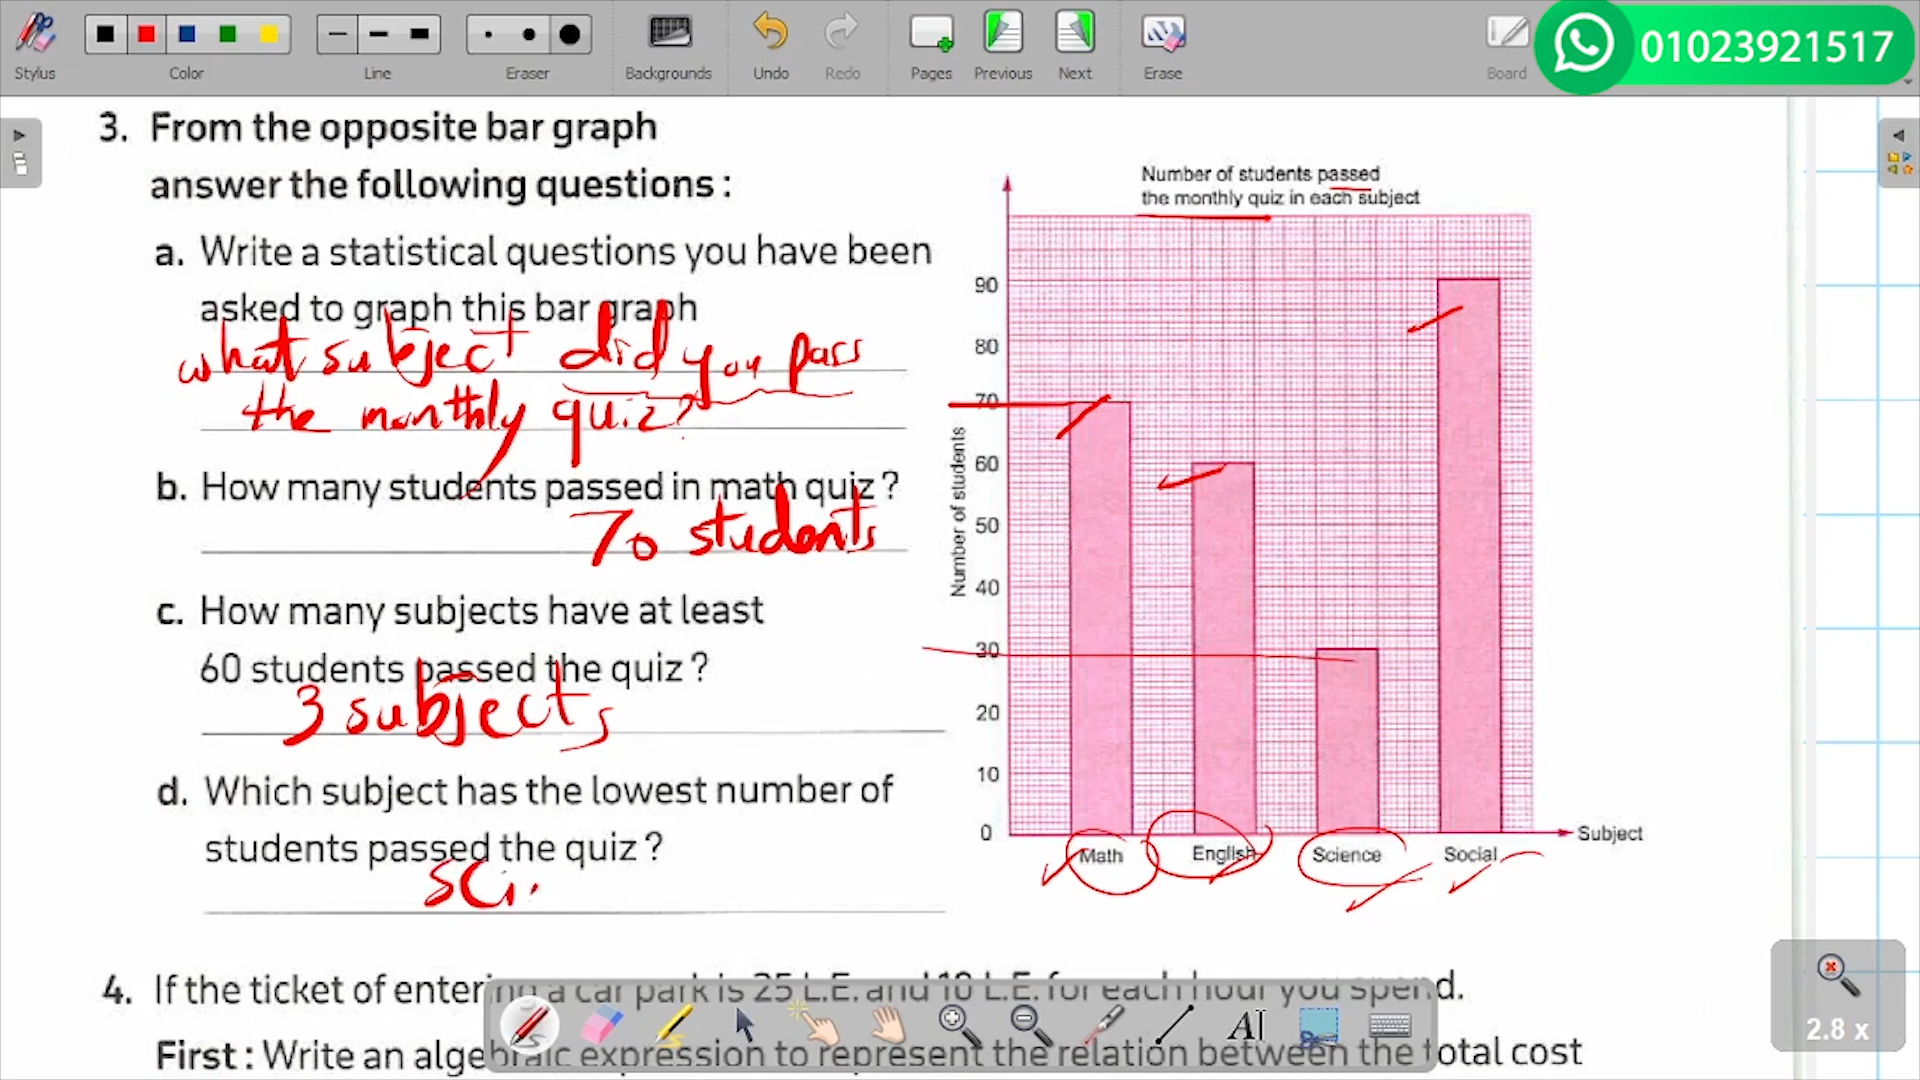 Stylus
Color
Line
Eraser
Backgrounds
Undo
Redo
Pages
Previous
Next
Erase
Board
01023921517
3. From the opposite bar graph
answer the following questions :
a. Write a statistical questions you have been
asked to graph this bar graph
what subject did you pass
the monthly quiz?
b. How many students passed in math quiz ?
70 students
c. How many subjects have at least
60 students passed the quiz ?
3 subjects
d. Which subject has the lowest number of
students passed the quiz ?
sci.
Number of students passed
the monthly quiz in each subject
90
80
70
60
50
40
30
20
10
0
Number of students
Subject
Math
English
Science
Social
4. If the ticket of entering a car park is 25 L.E. and 10 L.E. for each hour you spend.
First : Write an algebraic expression to represent the relation between the total cost
AI
2.8 x